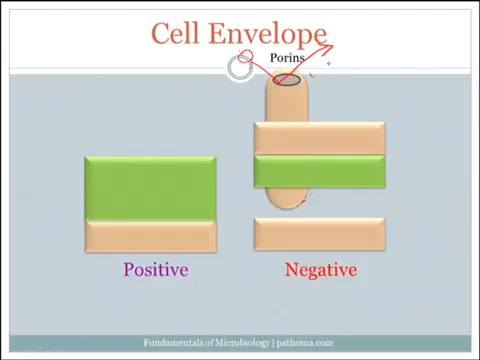 Cell Envelope
Porins
Positive
Negative
Fundamentals of Microbiology | pathoma.com